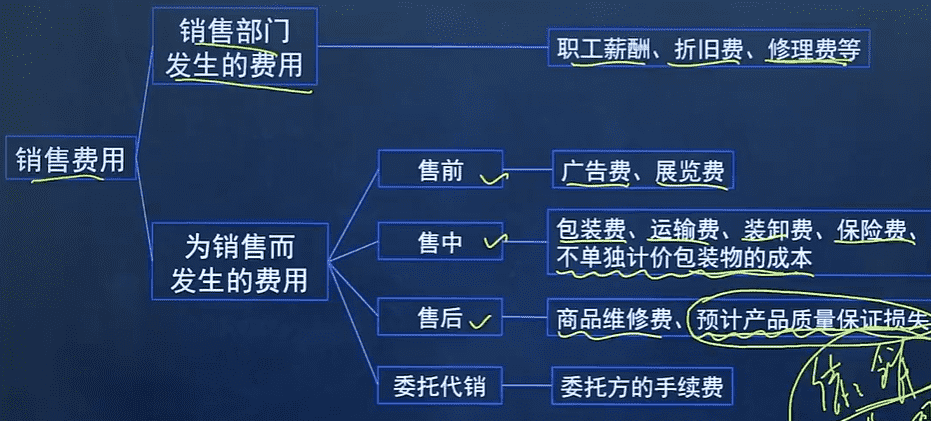 销售费用
销售部门
发生的费用
职工薪酬、折旧费、修理费等
为销售而
发生的费用
售前
广告费、展览费
售中
包装费、运输费、装卸费、保险费、
不单独计价包装物的成本
售后
商品维修费、预计产品质量保证损失
委托代销
委托方的手续费